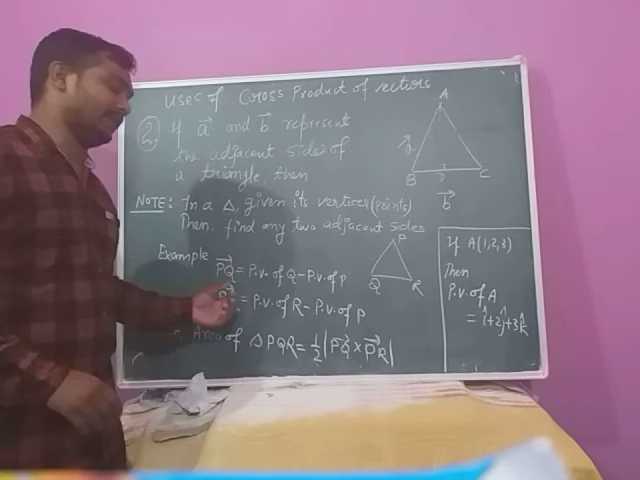 Uses of Cross Product of vectors
② If a⃗ and b⃗ represent
the adjacent sides of
a triangle, then
NOTE: In a Δ, given its vertices (points)
Then, find any two adjacent sides
Example PQ⃗ = P.v. of Q - P.v. of P
= P.v. of R - P.v. of P
Area of ΔPQR = 1/2 |PQ⃗ × PR⃗|
A
B
C
b⃗
P
Q
R
If A(1,2,3)
Then
P.v. of A
= î+2ĵ+3k̂